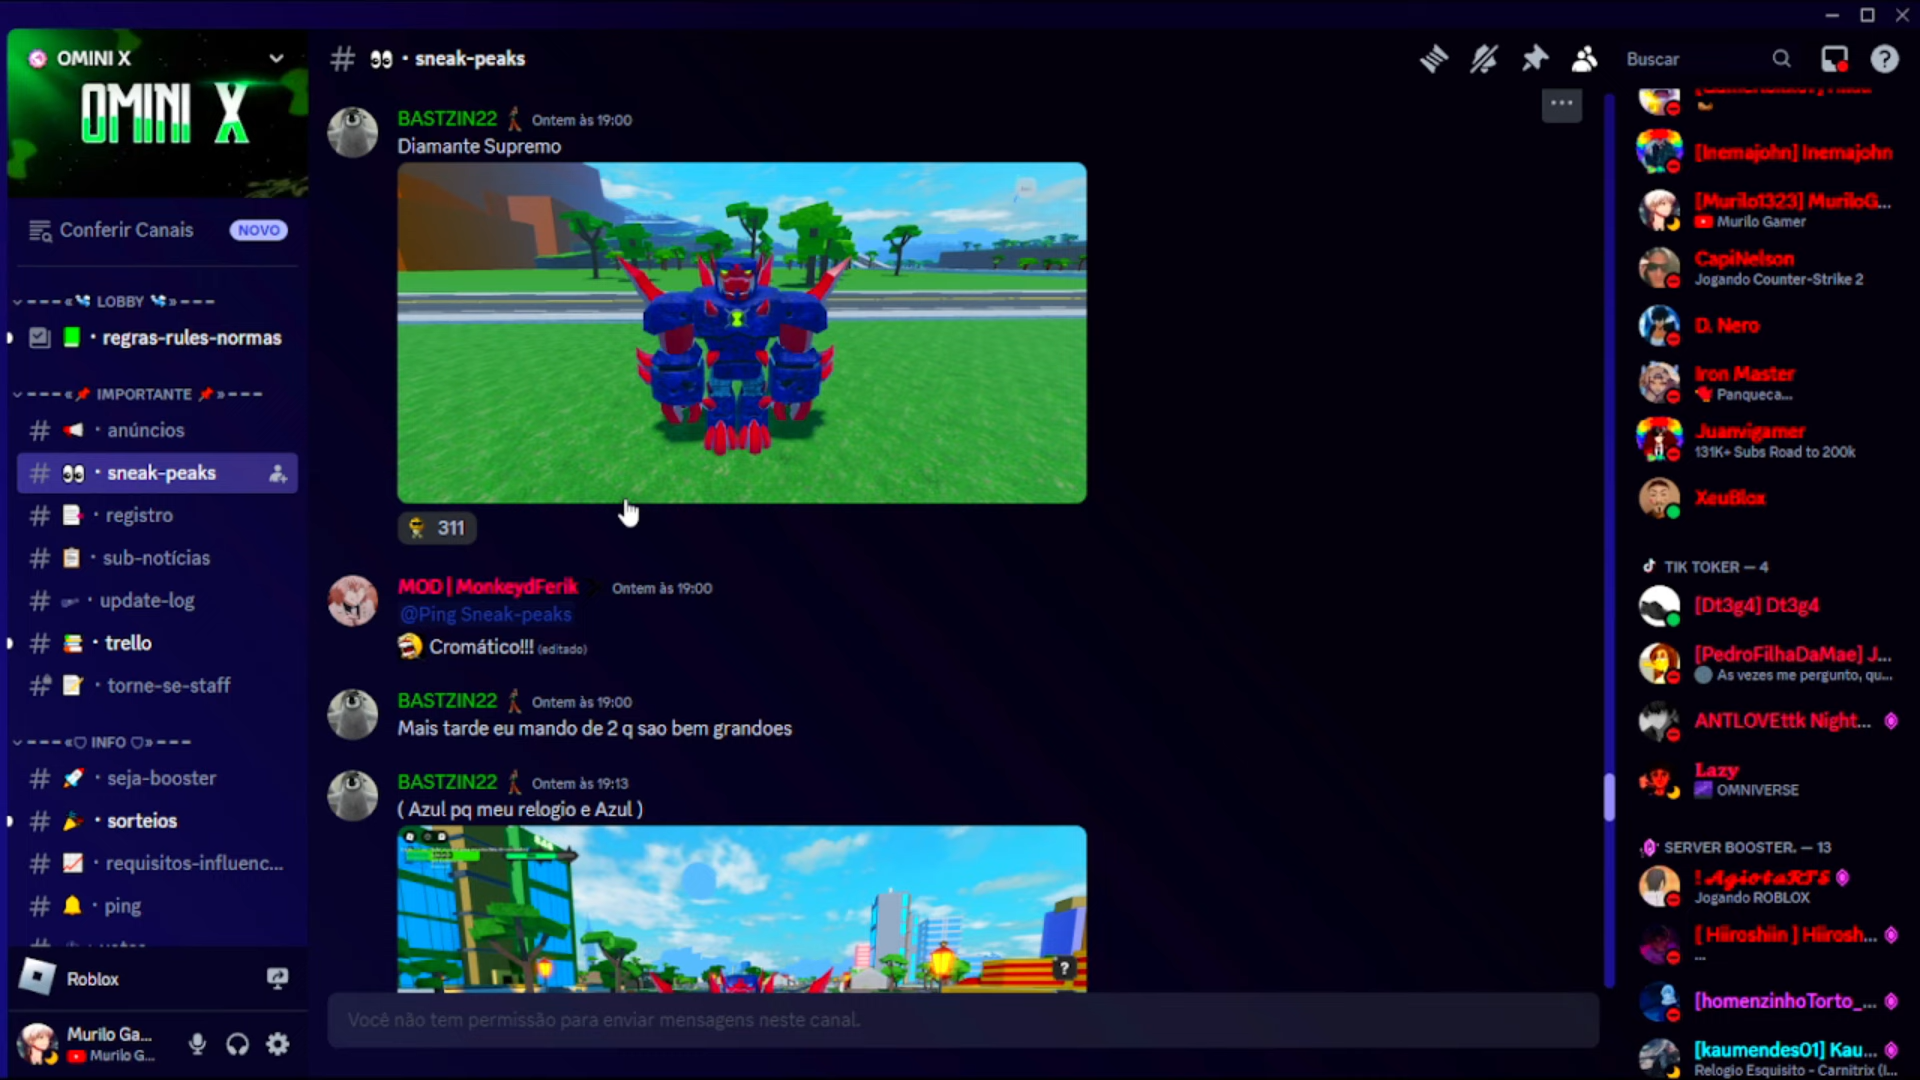 OMINI X
OMINI X
Conferir Canais
NOVO
LOBBY
regras-rules-normas
IMPORTANTE
anúncios
sneak-peaks
registro
sub-notícias
update-log
trello
torne-se-staff
INFO
seja-booster
sorteios
requisitos-influenc...
ping
Roblox
Murilo Ga...
Murilo G...
sneak-peaks
Buscar
BASTZIN22 Ontem às 19:00
Diamante Supremo
311
MOD | MonkeydFerik Ontem às 19:00
@Ping Sneak-peaks
Cromático!!! (editado)
BASTZIN22 Ontem às 19:00
Mais tarde eu mando de 2 q sao bem grandoes
BASTZIN22 Ontem às 19:13
( Azul pq meu relogio e Azul )
?
Você não tem permissão para enviar mensagens neste canal.
[Inemajohn] Inemajohn
[Murilo1323] MuriloG...
Murilo Gamer
CapiNelson
Jogando Counter-Strike 2
D. Nero
Iron Master
Panqueca...
Juanvigamer
131K+ Subs Road to 200k
XeuBlox
TIK TOKER — 4
[Dt3g4] Dt3g4
[PedroFilhaDaMae] J...
As vezes me pergunto, qu...
ANTLOVEttk Night...
Lazy
OMNIVERSE
SERVER BOOSTER. — 13
! AgiotaRTS
Jogando ROBLOX
[ Hiiroshiin ] Hiirosh...
...
[homenzinhoTorto_...
[kaumendes01] Kau...
Relogio Esquisito - Carnitrix (I...